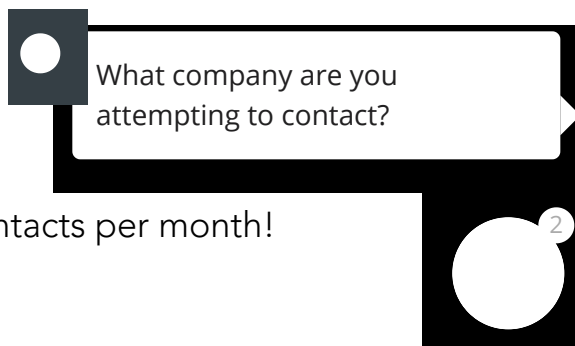 What company are you
attempting to contact?
ntacts per month!
2